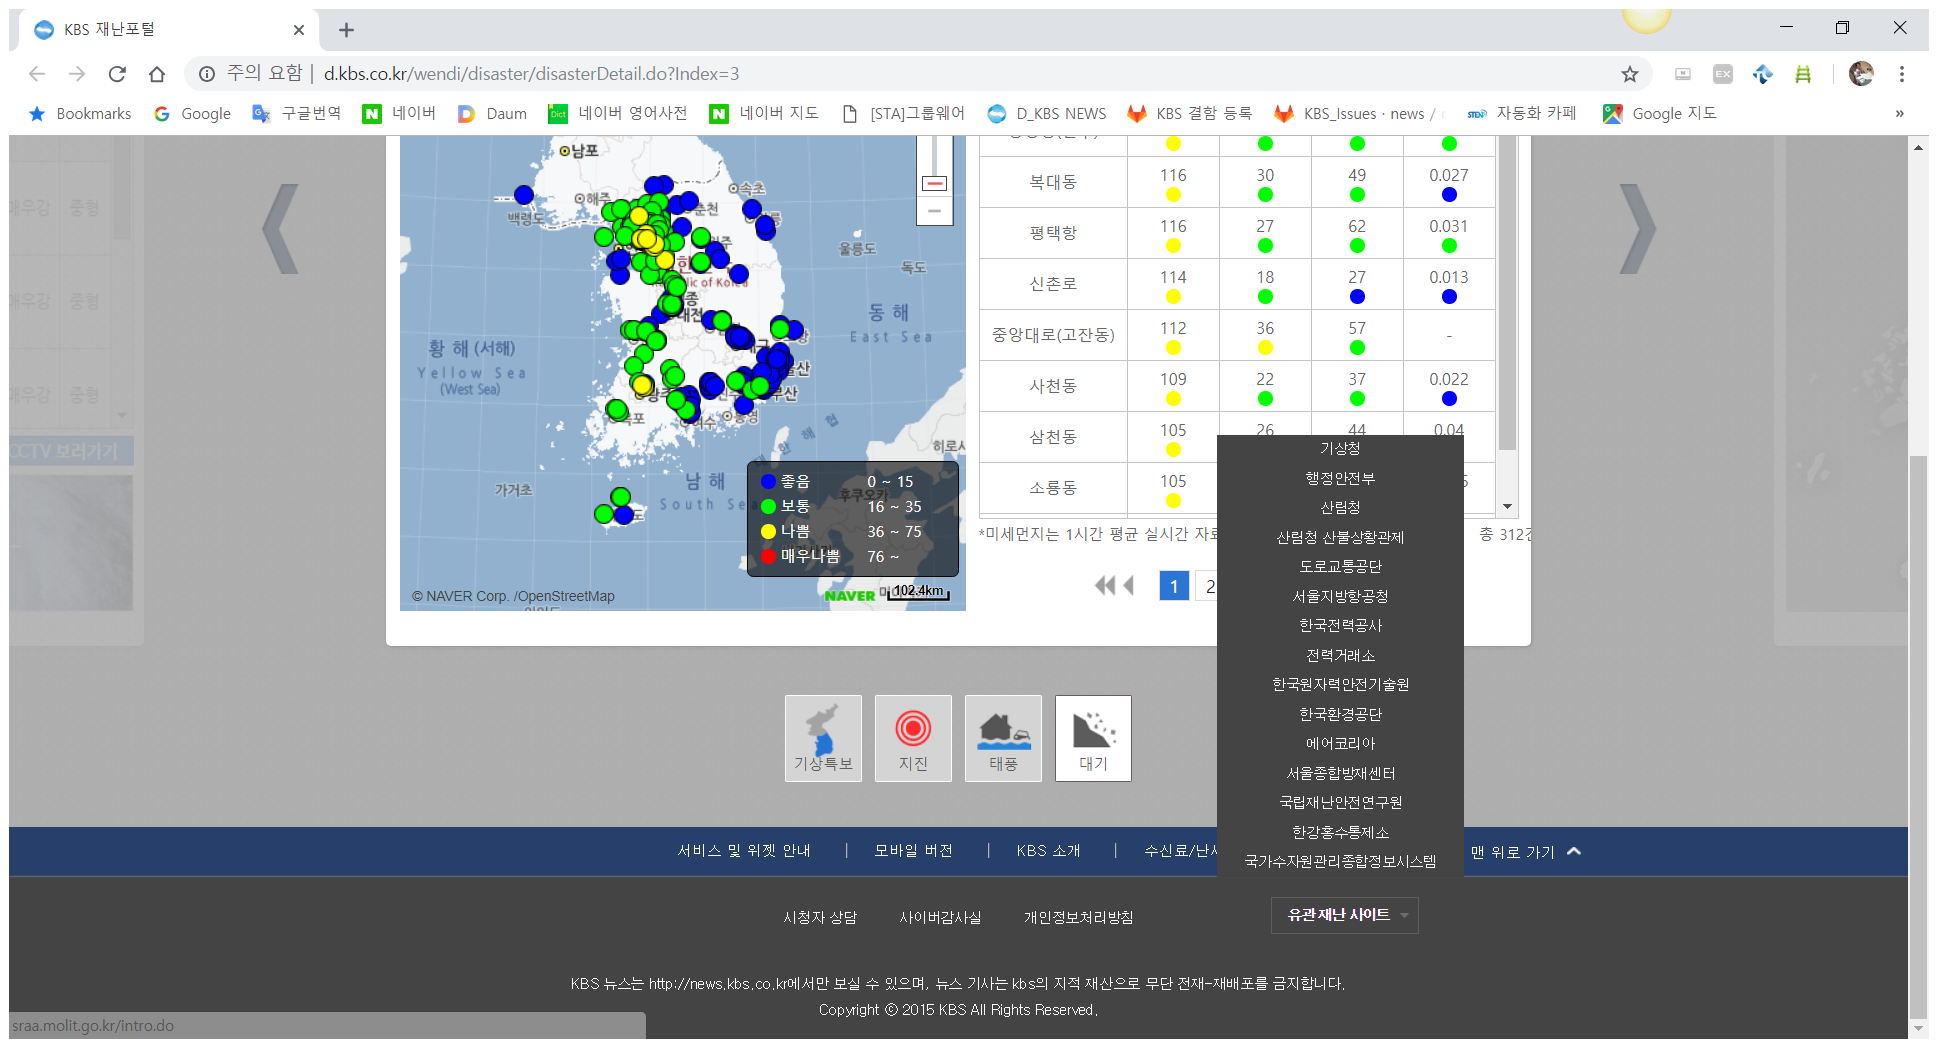 KBS 재난포털
주의 요함 | d.kbs.co.kr/wendi/disaster/disasterDetail.do?Index=3
Bookmarks Google 구글번역 네이버 Daum 네이버 영어사전 네이버 지도 [STA]그룹웨어 D_KBS NEWS KBS 결함 등록 KBS_Issues · news / 자동화 카페 Google 지도 »
매우강 중형
매우강 중형
매우강 중형
CCTV 보러가기
남포
속초
해주
춘천
백령도
울릉도
독도
Republic of Korea
동 해
East Sea
황 해 (서해)
Yellow Sea
(West Sea)
대한해협
히로시
남 해
South Sea
가거초
후쿠오카
좋음 0 ~ 15
보통 16 ~ 35
나쁨 36 ~ 75
매우나쁨 76 ~
© NAVER Corp. /OpenStreetMap
NAVER
102.4km
복대동 116 30 49 0.027
평택항 116 27 62 0.031
신촌로 114 18 27 0.013
중앙대로(고잔동) 112 36 57 -
사천동 109 22 37 0.022
삼천동 105 26 44 0.04
소룡동 105
*미세먼지는 1시간 평균 실시간 자료
총 312건
1 2
기상청
행정안전부
산림청
산림청 산불상황관제
도로교통공단
서울지방항공청
한국전력공사
전력거래소
한국원자력안전기술원
한국환경공단
에어코리아
서울종합방재센터
국립재난안전연구원
한강홍수통제소
국가수자원관리종합정보시스템
기상특보 지진 태풍 대기
서비스 및 위젯 안내 | 모바일 버전 | KBS 소개 | 수신료/난시 맨 위로 가기
시청자 상담 사이버감사실 개인정보처리방침 유관 재난 사이트
KBS 뉴스는 http://news.kbs.co.kr에서만 보실 수 있으며, 뉴스 기사는 kbs의 지적 재산으로 무단 전재-재배포를 금지합니다.
Copyright ⓒ 2015 KBS All Rights Reserved.
sraa.molit.go.kr/intro.do